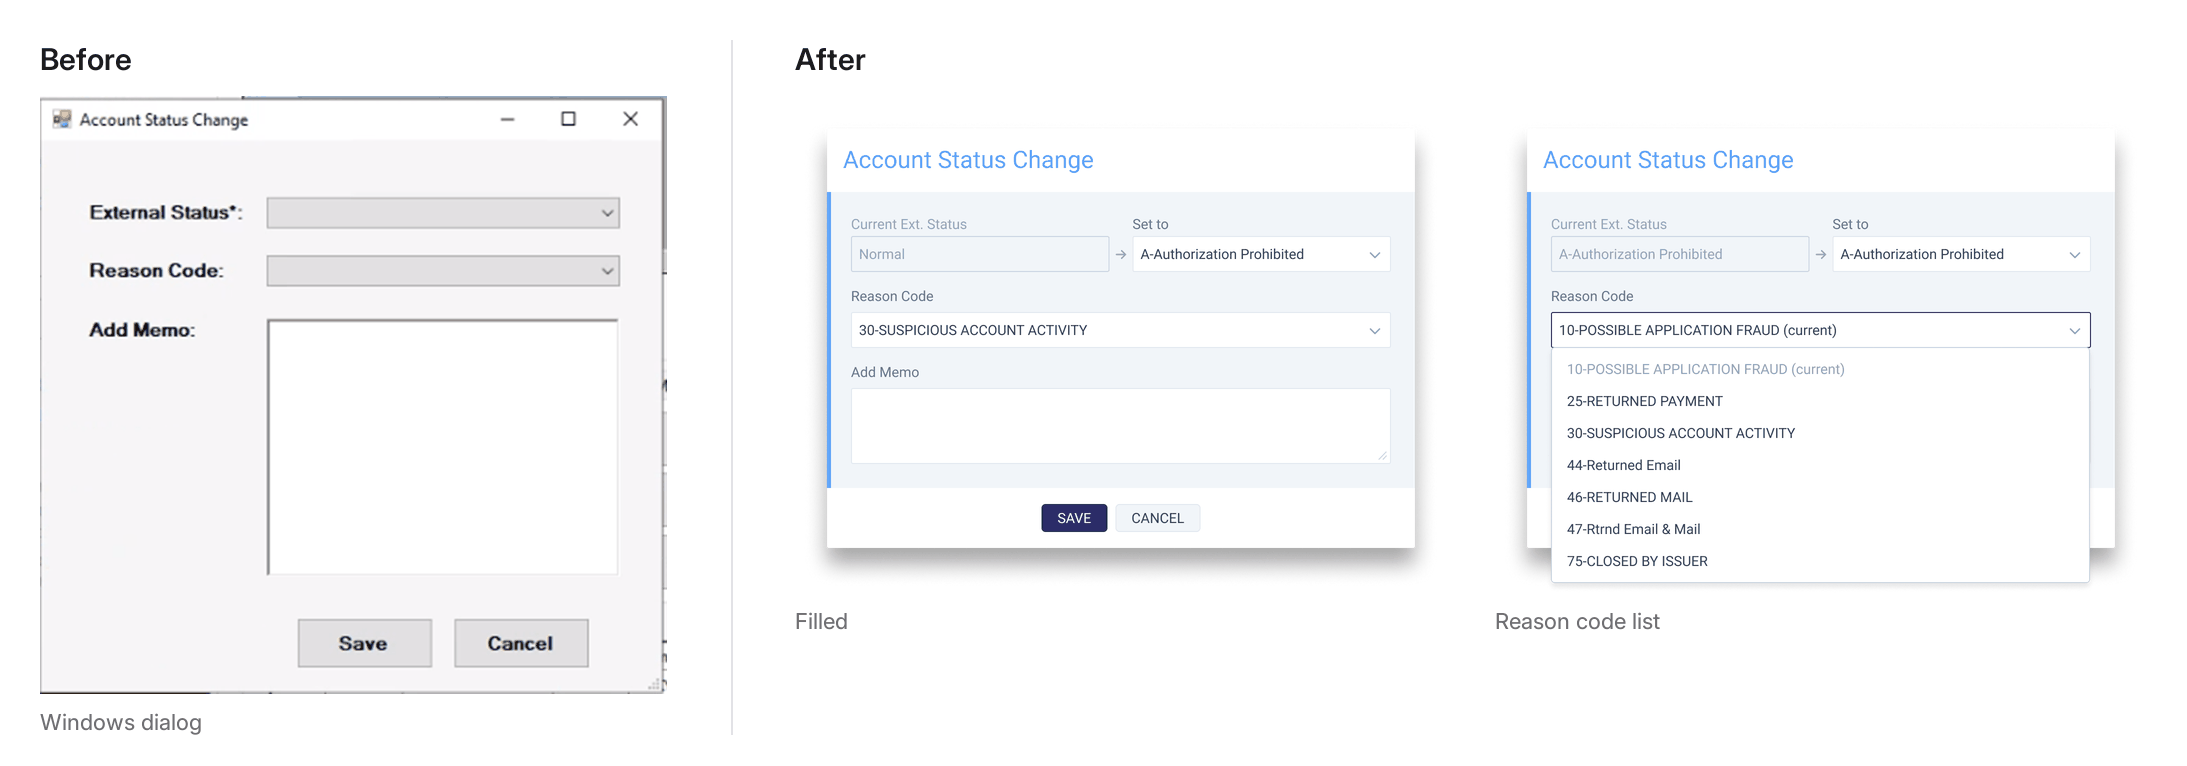 Before
Account Status Change
External Status*:
Reason Code:
Add Memo:
Save
Cancel
Windows dialog
After
Account Status Change
Current Ext. Status
Set to
Normal
→
A-Authorization Prohibited
Reason Code
30-SUSPICIOUS ACCOUNT ACTIVITY
Add Memo
SAVE
CANCEL
Filled
Account Status Change
Current Ext. Status
Set to
A-Authorization Prohibited
→
A-Authorization Prohibited
Reason Code
10-POSSIBLE APPLICATION FRAUD (current)
10-POSSIBLE APPLICATION FRAUD (current)
25-RETURNED PAYMENT
30-SUSPICIOUS ACCOUNT ACTIVITY
44-Returned Email
46-RETURNED MAIL
47-Rtrnd Email & Mail
75-CLOSED BY ISSUER
Reason code list